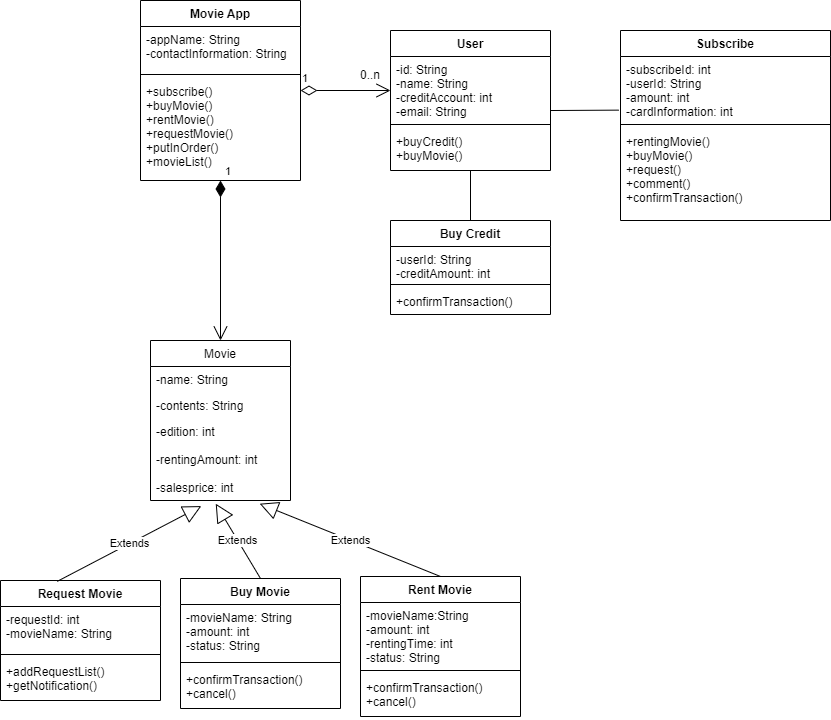 Movie App
-appName: String
-contactInformation: String
+subscribe()
+buyMovie()
+rentMovie()
+requestMovie()
+putInOrder()
+movieList()
1
0..n
1
User
-id: String
-name: String
-creditAccount: int
-email: String
+buyCredit()
+buyMovie()
Subscribe
-subscribeId: int
-userId: String
-amount: int
-cardInformation: int
+rentingMovie()
+buyMovie()
+request()
+comment()
+confirmTransaction()
Buy Credit
-userId: String
-creditAmount: int
+confirmTransaction()
Movie
-name: String
-contents: String
-edition: int
-rentingAmount: int
-salesprice: int
Extends
Extends
Extends
Request Movie
-requestId: int
-movieName: String
+addRequestList()
+getNotification()
Buy Movie
-movieName: String
-amount: int
-status: String
+confirmTransaction()
+cancel()
Rent Movie
-movieName:String
-amount: int
-rentingTime: int
-status: String
+confirmTransaction()
+cancel()